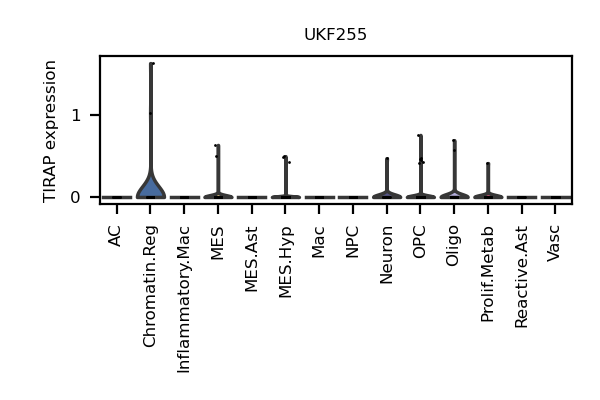 UKF255
TIRAP expression
1
0
AC
Chromatin.Reg
Inflammatory.Mac
MES
MES.Ast
MES.Hyp
Mac
NPC
Neuron
OPC
Oligo
Prolif.Metab
Reactive.Ast
Vasc